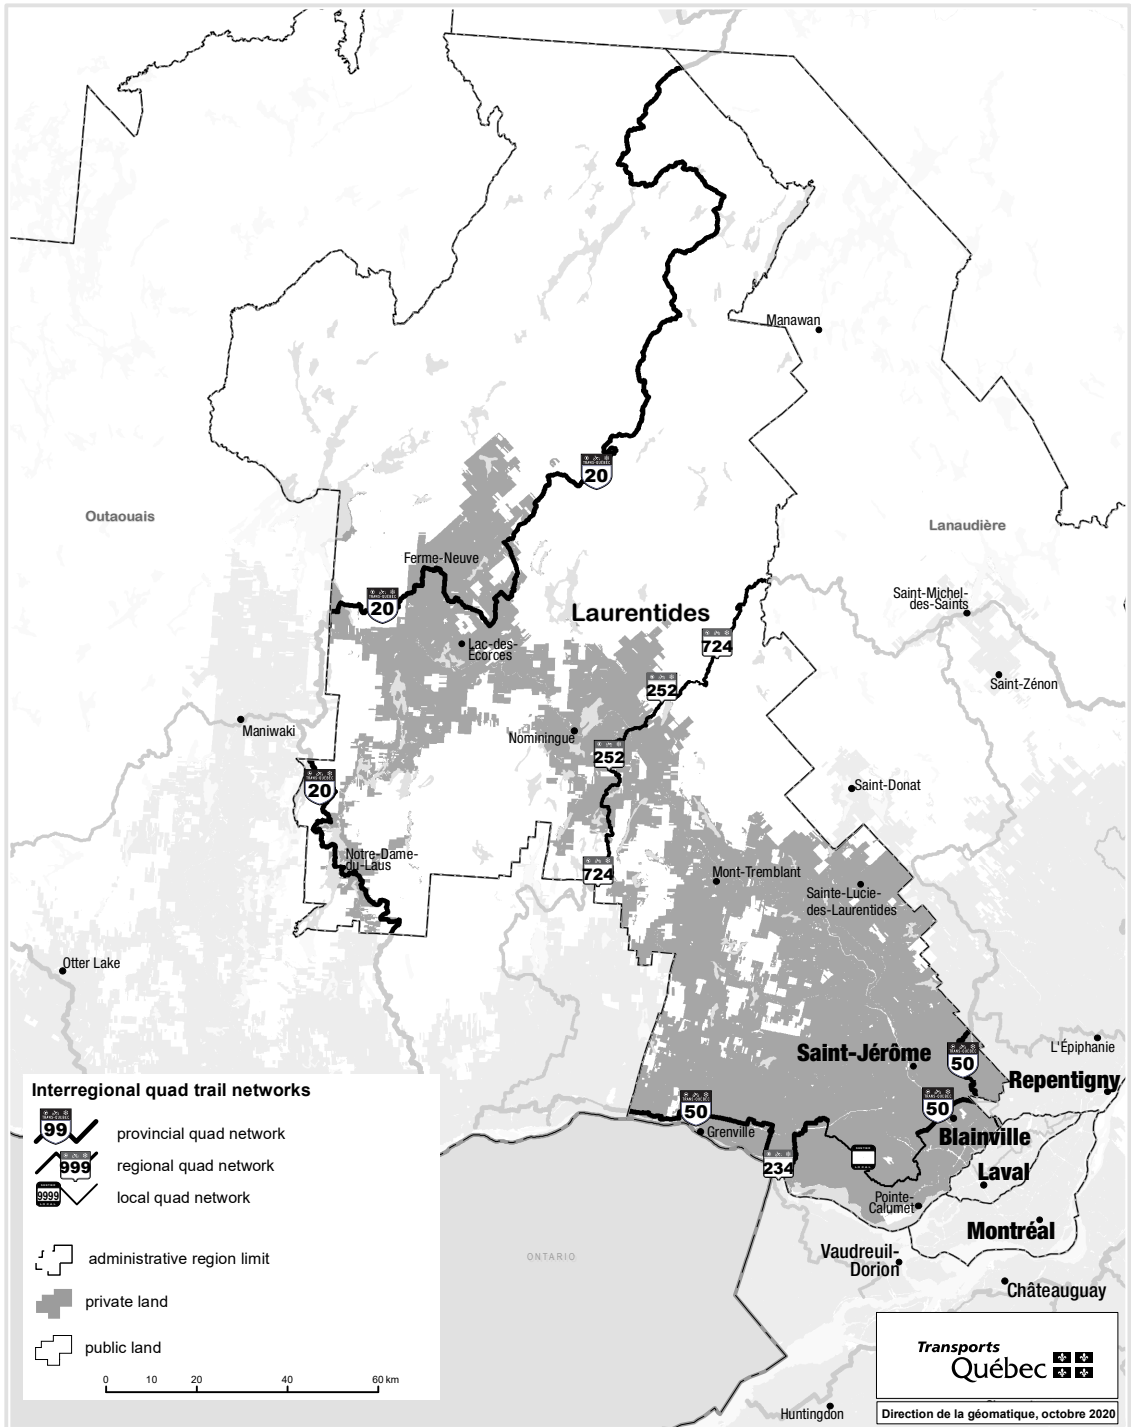 Manawan
20
Outaouais
Lanaudière
Ferme-Neuve
20
Laurentides
Saint-Michel-
des-Saints
724
Lac-des-
Écorces
252
Saint-Zénon
Maniwaki
Nominingue
252
20
Saint-Donat
Notre-Dame-
du-Laus
724
Mont-Tremblant
Sainte-Lucie-
des-Laurentides
Otter Lake
Saint-Jérôme
L'Épiphanie
50
Repentigny
50
50
Grenville
Blainville
234
Laval
Pointe-
Calumet
Montréal
Vaudreuil-
Dorion
ONTARIO
Châteauguay
Huntingdon
Interregional quad trail networks
TRANS-QUÉBEC
99
provincial quad network
999
regional quad network
9999
local quad network
administrative region limit
private land
public land
0 10 20 40 60 km
Transports
Québec
Direction de la géomatique, octobre 2020